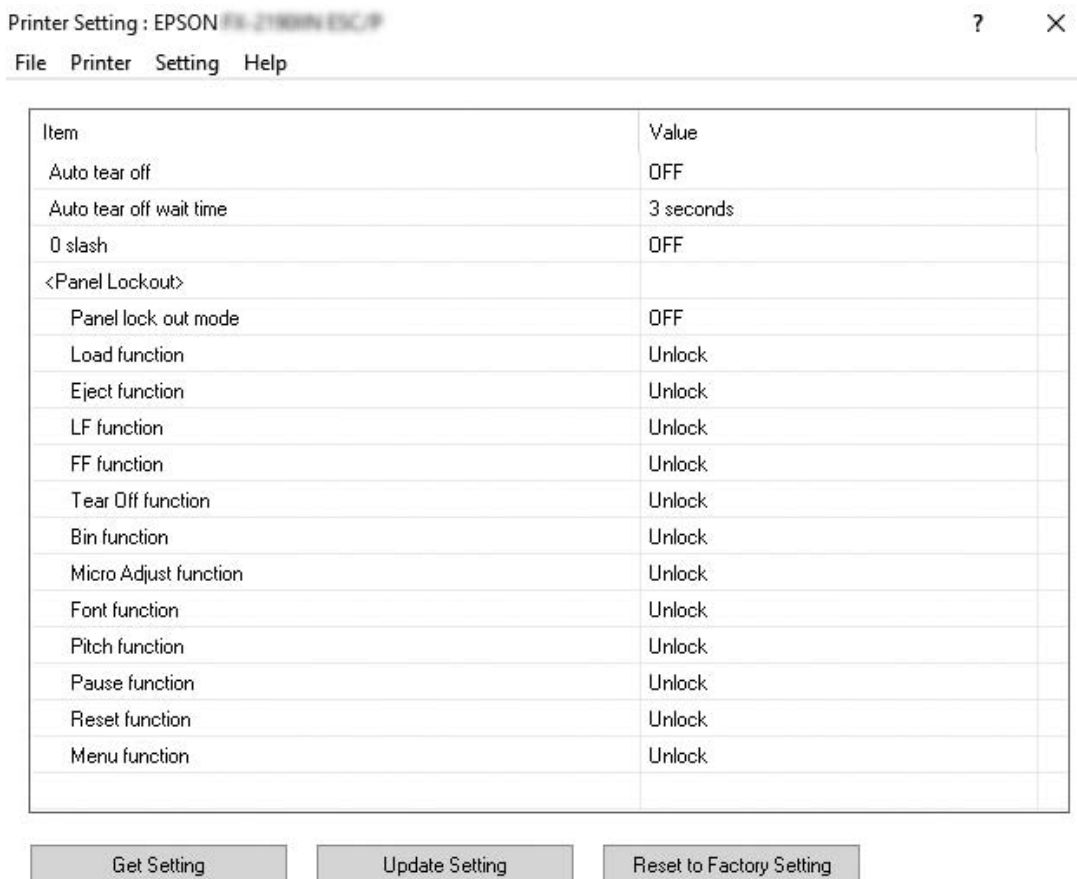 Printer Setting : EPSON
? ×
File Printer Setting Help
Item Value
Auto tear off OFF
Auto tear off wait time 3 seconds
0 slash OFF
<Panel Lockout>
Panel lock out mode OFF
Load function Unlock
Eject function Unlock
LF function Unlock
FF function Unlock
Tear Off function Unlock
Bin function Unlock
Micro Adjust function Unlock
Font function Unlock
Pitch function Unlock
Pause function Unlock
Reset function Unlock
Menu function Unlock
Get Setting Update Setting Reset to Factory Setting